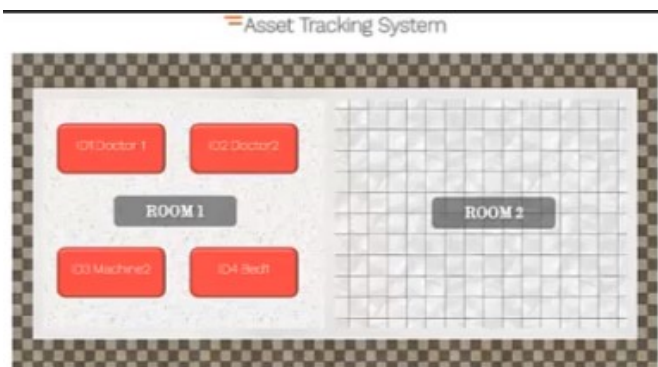 Asset Tracking System
ID1:Doctor 1
ID2:Doctor2
ROOM 1
ROOM 2
ID3:Machine2
ID4:Bed1